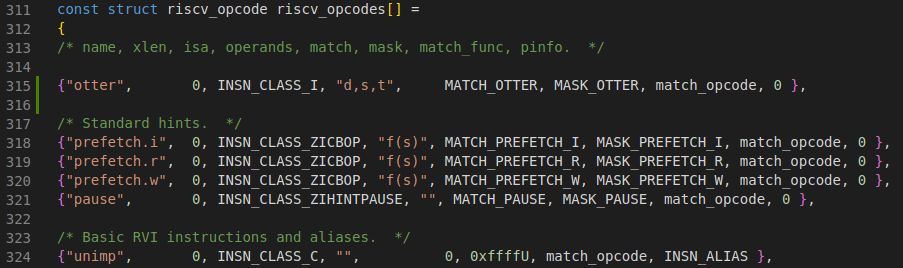 311 const struct riscv_opcode riscv_opcodes[] =
312 {
313 /* name, xlen, isa, operands, match, mask, match_func, pinfo.  */
314
315 {"otter",       0, INSN_CLASS_I, "d,s,t",     MATCH_OTTER, MASK_OTTER, match_opcode, 0 },
316
317 /* Standard hints.  */
318 {"prefetch.i",  0, INSN_CLASS_ZICBOP, "f(s)", MATCH_PREFETCH_I, MASK_PREFETCH_I, match_opcode, 0 },
319 {"prefetch.r",  0, INSN_CLASS_ZICBOP, "f(s)", MATCH_PREFETCH_R, MASK_PREFETCH_R, match_opcode, 0 },
320 {"prefetch.w",  0, INSN_CLASS_ZICBOP, "f(s)", MATCH_PREFETCH_W, MASK_PREFETCH_W, match_opcode, 0 },
321 {"pause",       0, INSN_CLASS_ZIHINTPAUSE, "", MATCH_PAUSE, MASK_PAUSE, match_opcode, 0 },
322
323 /* Basic RVI instructions and aliases.  */
324 {"unimp",       0, INSN_CLASS_C, "",          0, 0xffffU, match_opcode, INSN_ALIAS },